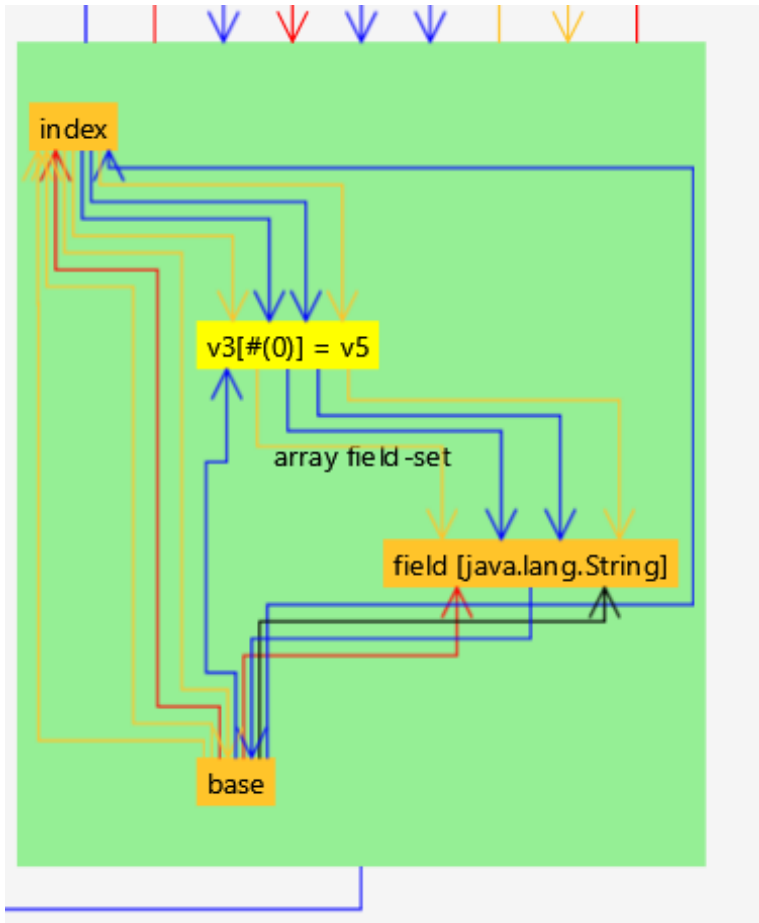 index
v3[#(0)] = v5
array field-set
field [java.lang.String]
base